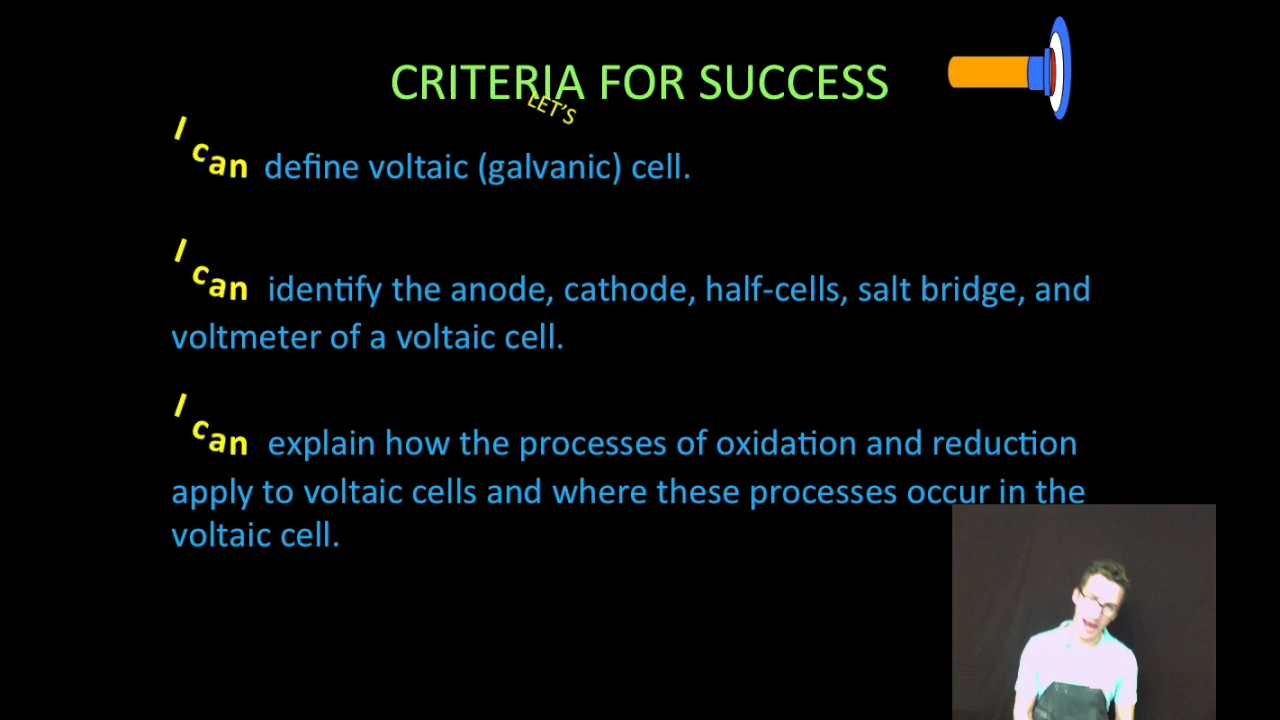 CRITERIA FOR SUCCESS
LET'S
I can define voltaic (galvanic) cell.
I can identify the anode, cathode, half-cells, salt bridge, and
voltmeter of a voltaic cell.
I can explain how the processes of oxidation and reduction
apply to voltaic cells and where these processes occur in the
voltaic cell.